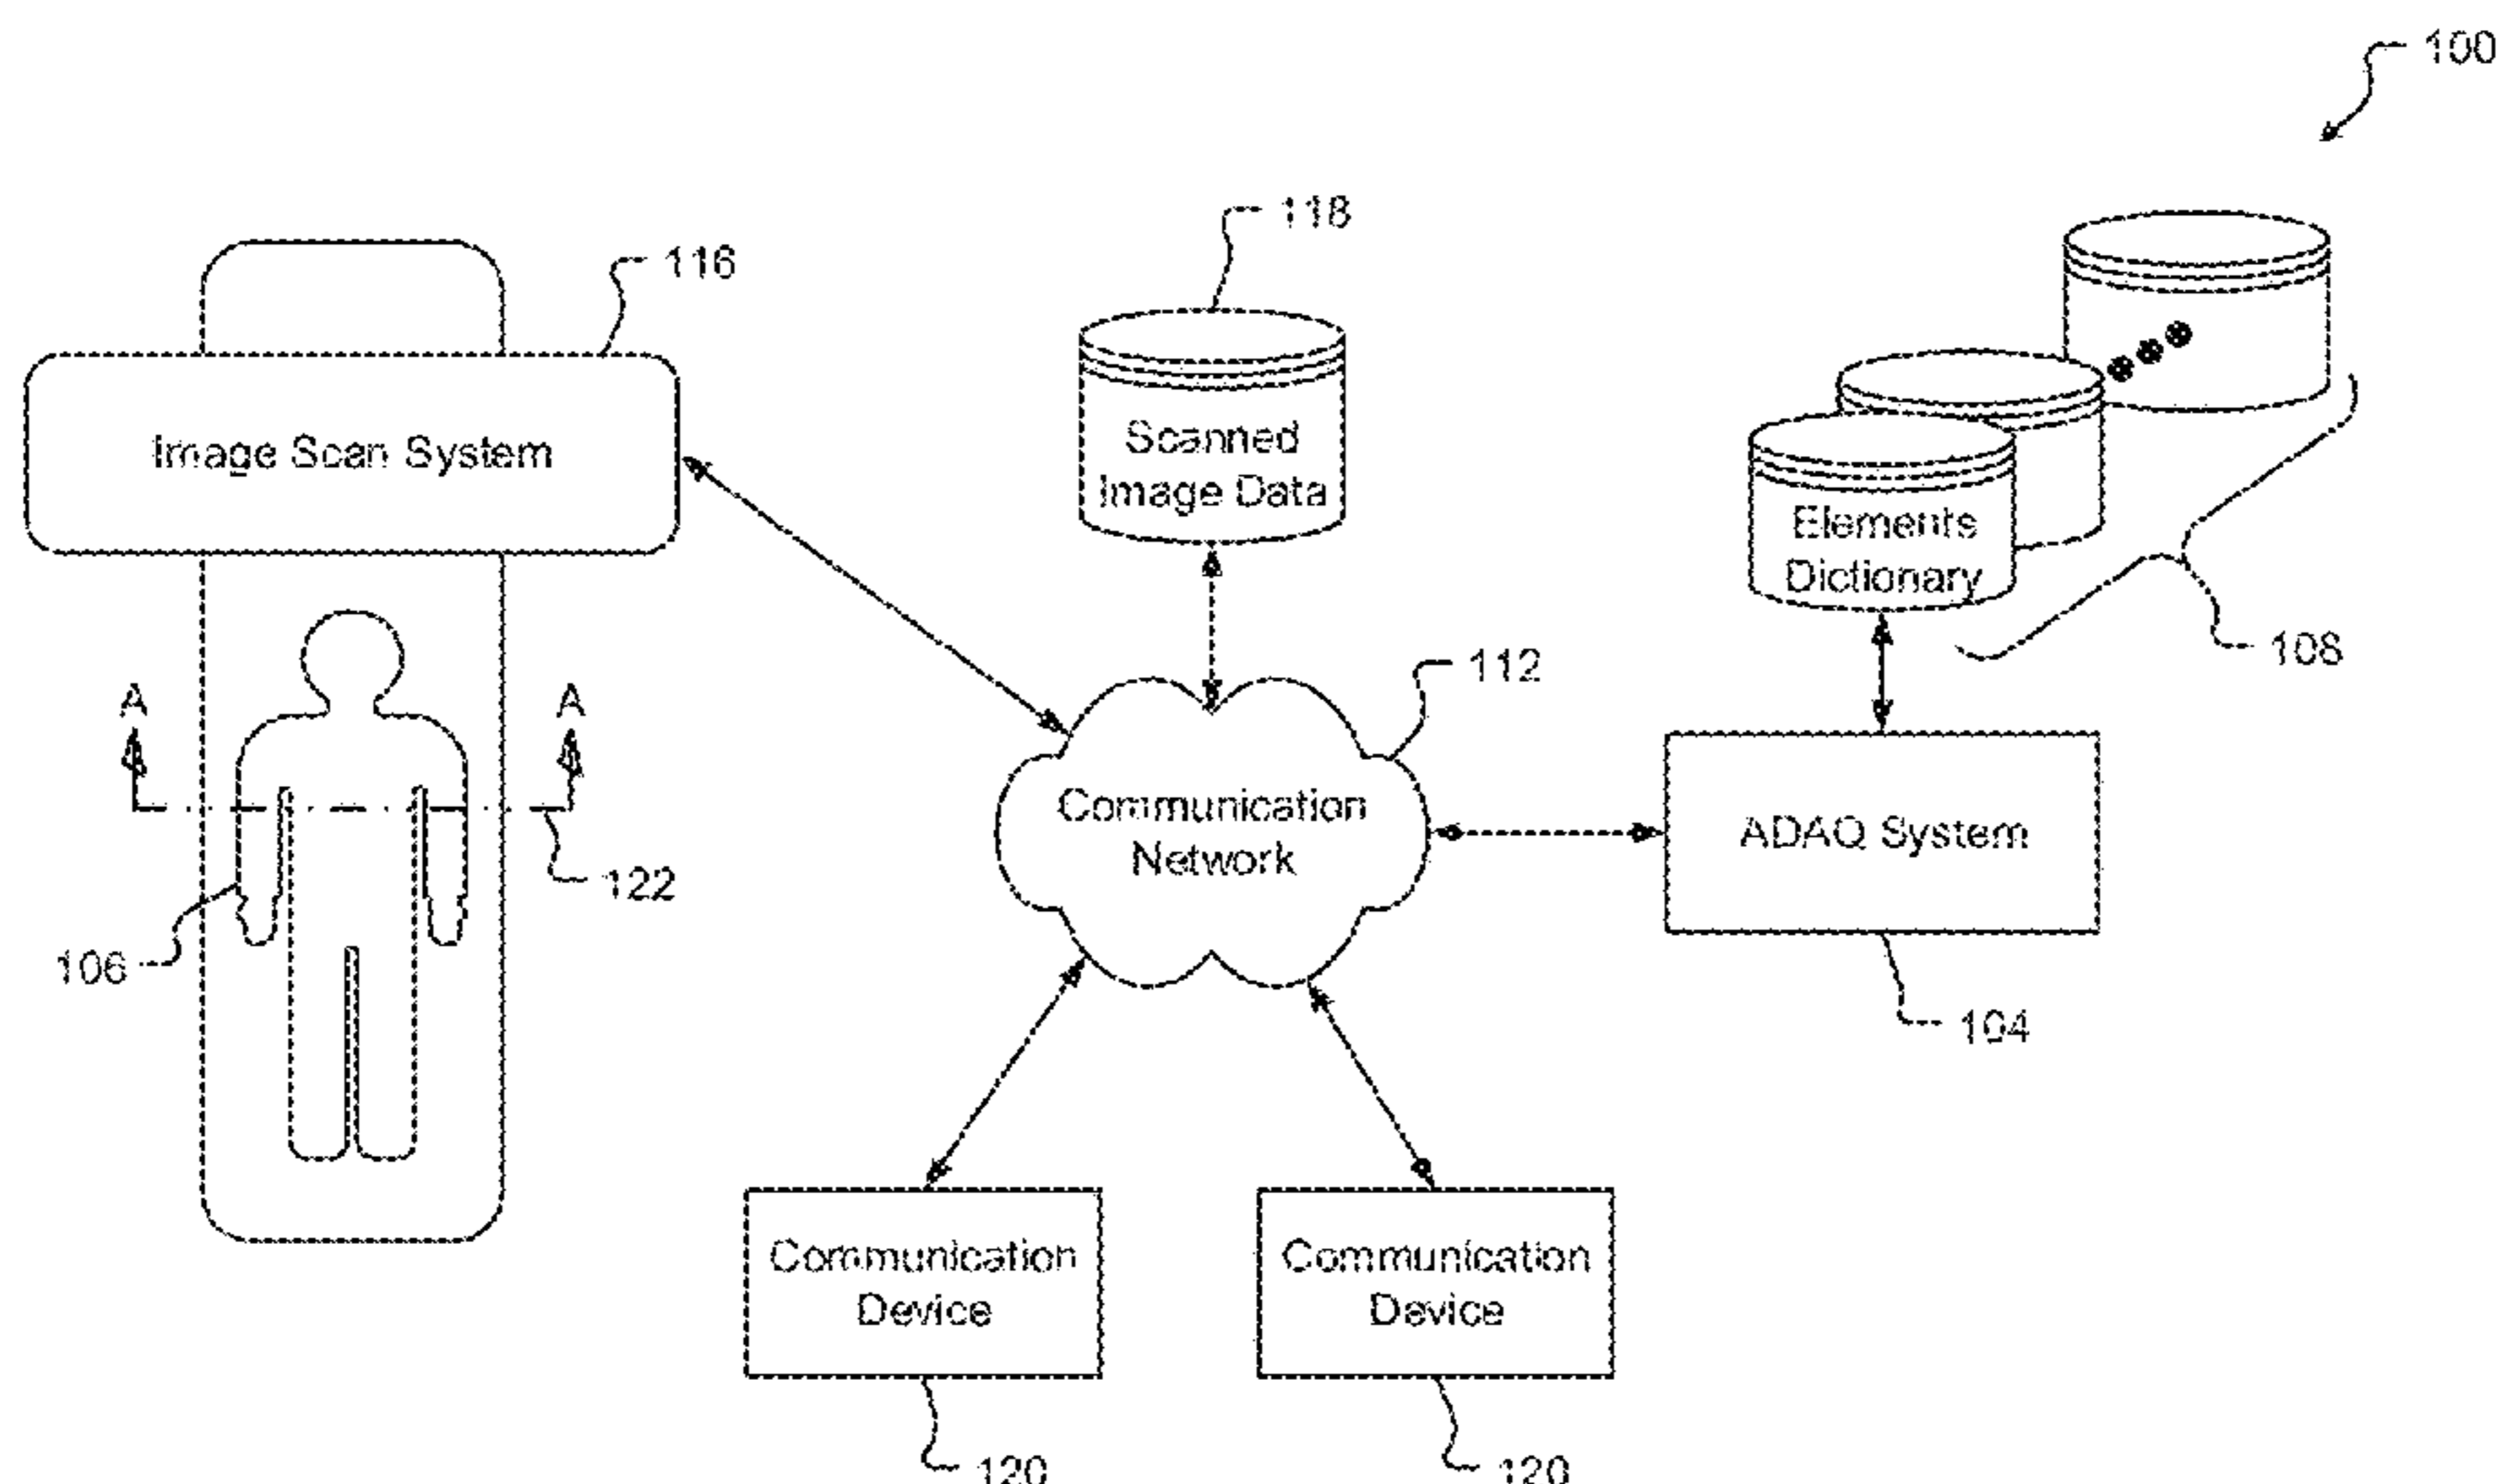 100
118
116
Scanned
Image Data
Image Scan System
Elements
Dictionary
108
112
A
A
Communication
Network
ADAQ System
122
106
104
Communication
Device
Communication
Device
120
120